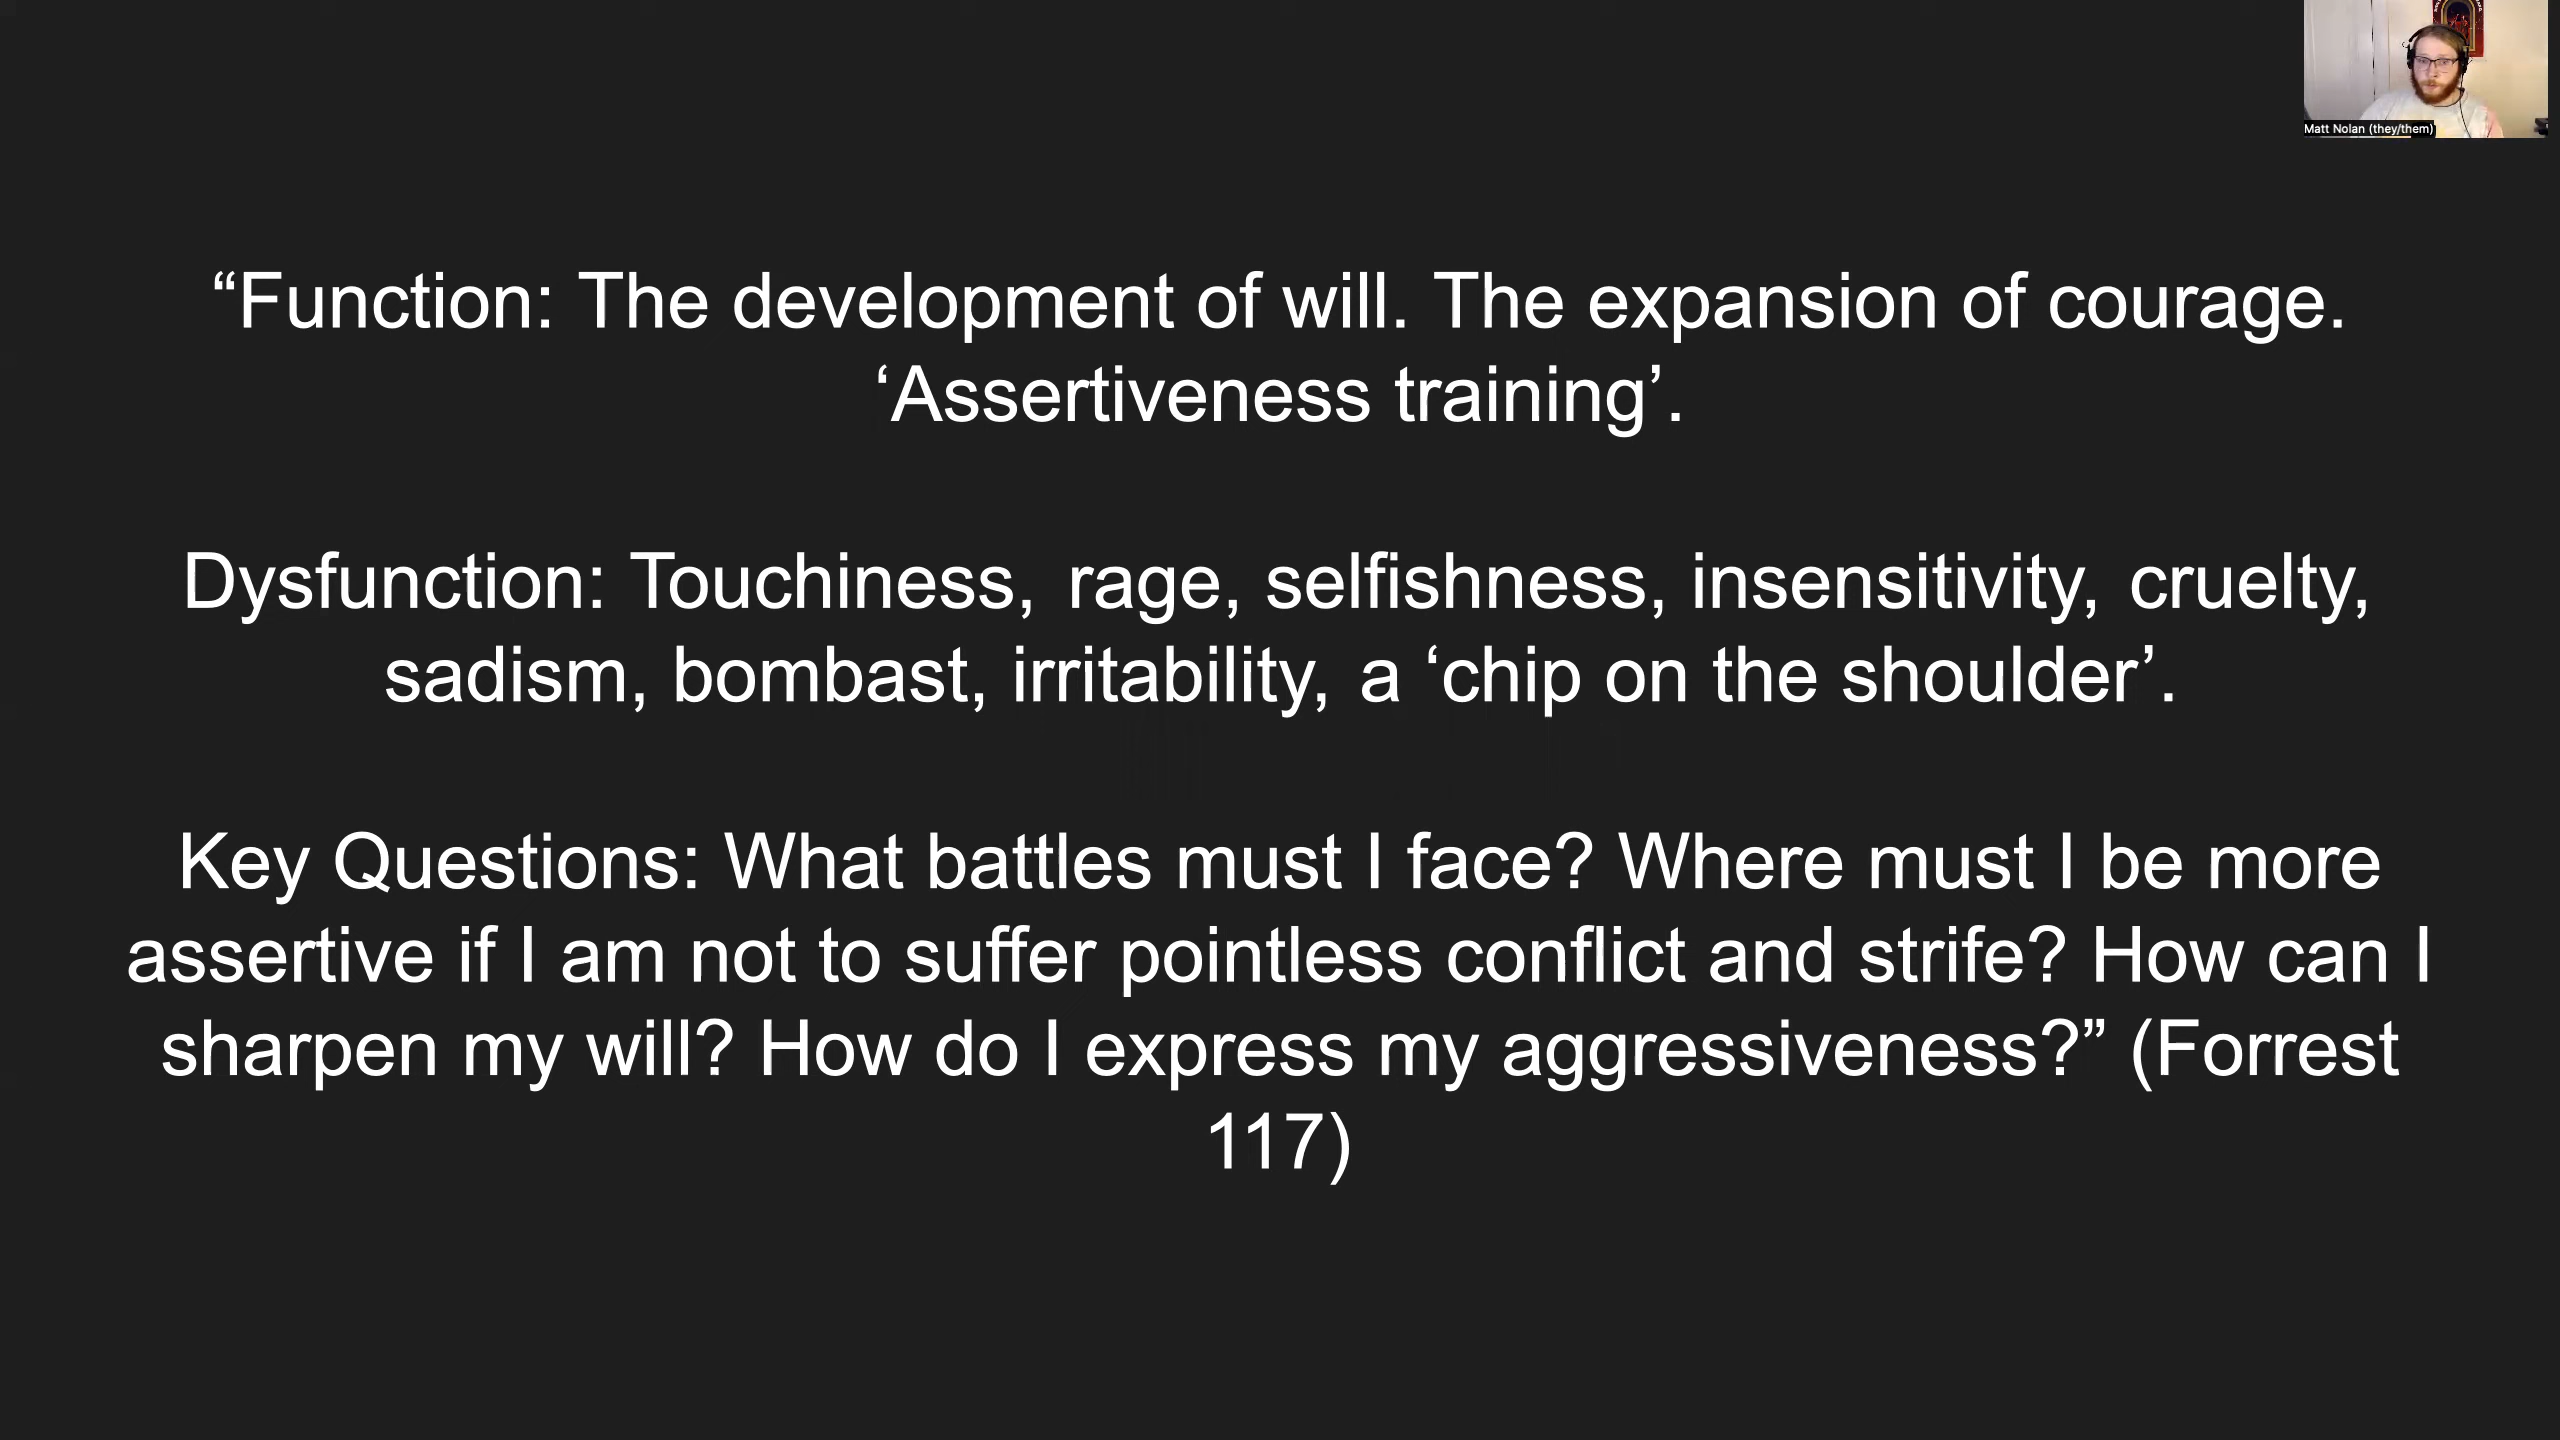 Matt Nolan (they/them)
“Function: The development of will. The expansion of courage.
‘Assertiveness training’.
Dysfunction: Touchiness, rage, selfishness, insensitivity, cruelty,
sadism, bombast, irritability, a ‘chip on the shoulder’.
Key Questions: What battles must I face? Where must I be more
assertive if I am not to suffer pointless conflict and strife? How can I
sharpen my will? How do I express my aggressiveness?” (Forrest
117)